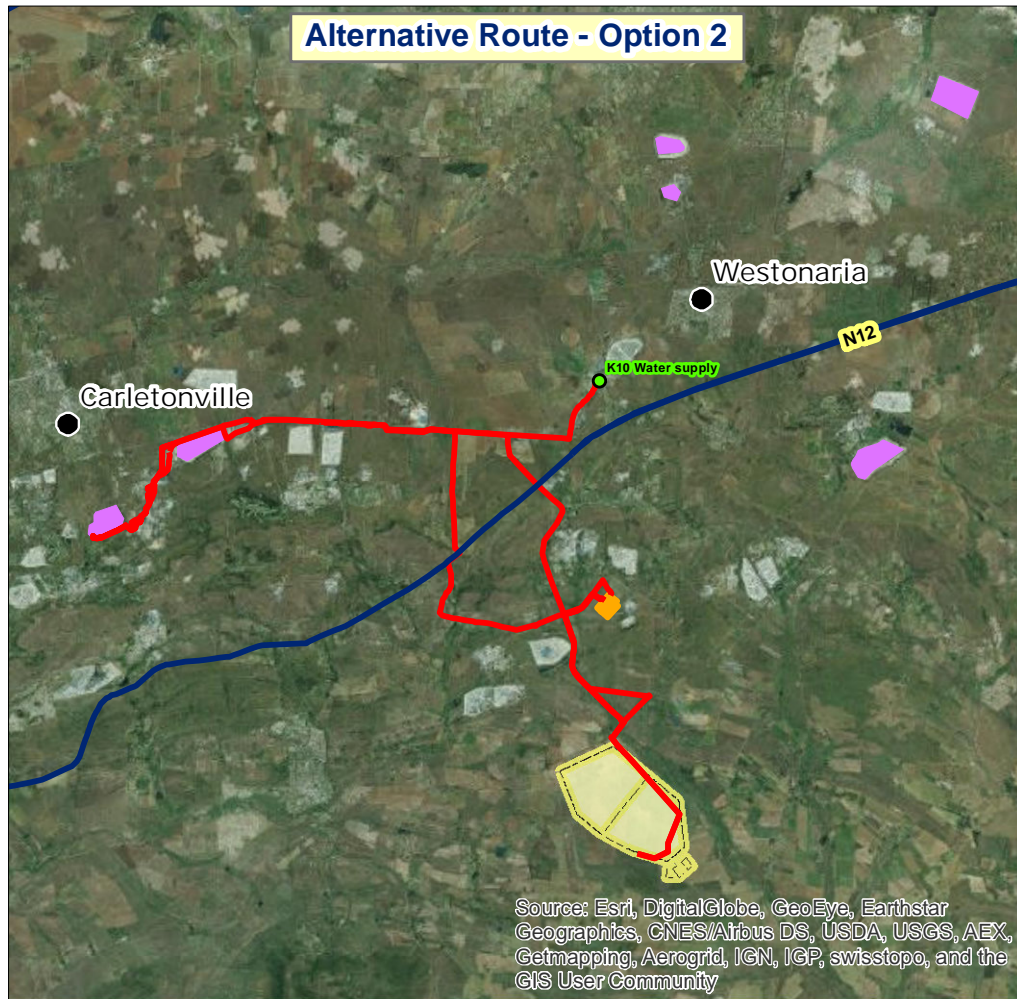 Alternative Route - Option 2
Westonaria
N12
K10 Water supply
Carletonville
Source: Esri, DigitalGlobe, GeoEye, Earthstar
Geographics, CNES/Airbus DS, USDA, USGS, AEX,
Getmapping, Aerogrid, IGN, IGP, swisstopo, and the
GIS User Community